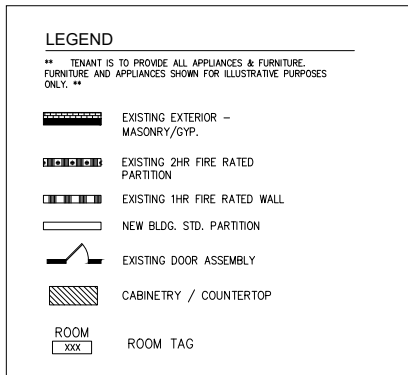 LEGEND
** TENANT IS TO PROVIDE ALL APPLIANCES & FURNITURE.
FURNITURE AND APPLIANCES SHOWN FOR ILLUSTRATIVE PURPOSES
ONLY. **
EXISTING EXTERIOR –
MASONRY/GYP.
EXISTING 2HR FIRE RATED
PARTITION
EXISTING 1HR FIRE RATED WALL
NEW BLDG. STD. PARTITION
EXISTING DOOR ASSEMBLY
CABINETRY / COUNTERTOP
ROOM
XXX
ROOM TAG